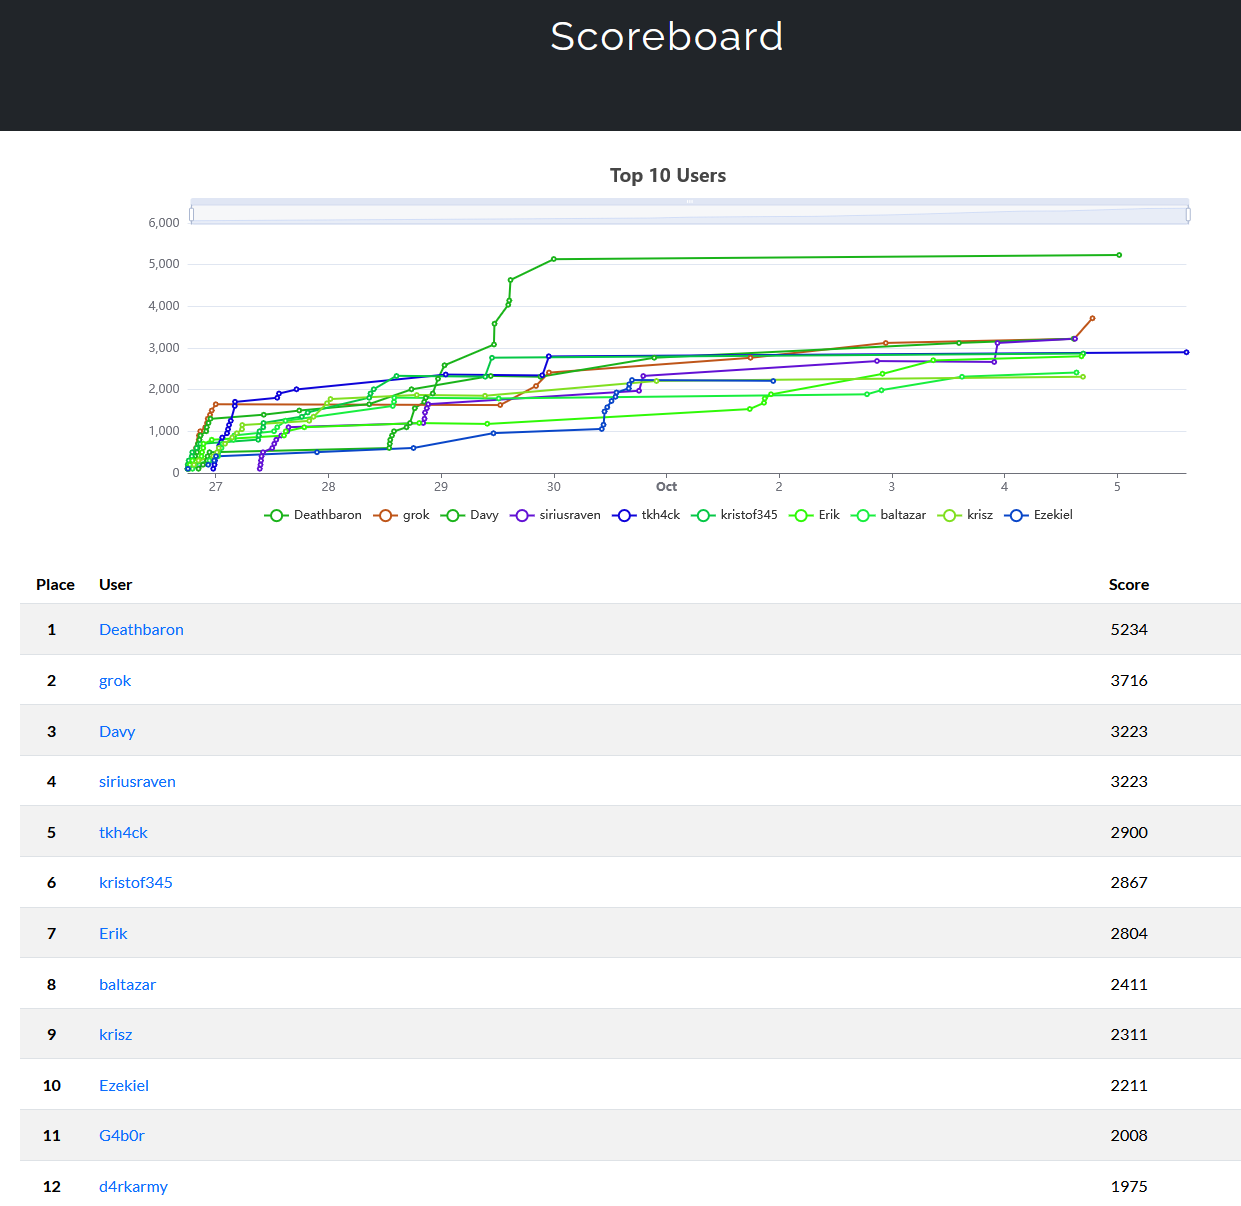 Scoreboard
Top 10 Users
6,000
5,000
4,000
3,000
2,000
1,000
0
27 28 29 30 Oct 2 3 4 5
Deathbaron grok Davy siriusraven tkh4ck kristof345 Erik baltazar krisz Ezekiel
Place User Score
1 Deathbaron 5234
2 grok 3716
3 Davy 3223
4 siriusraven 3223
5 tkh4ck 2900
6 kristof345 2867
7 Erik 2804
8 baltazar 2411
9 krisz 2311
10 Ezekiel 2211
11 G4b0r 2008
12 d4rkarmy 1975